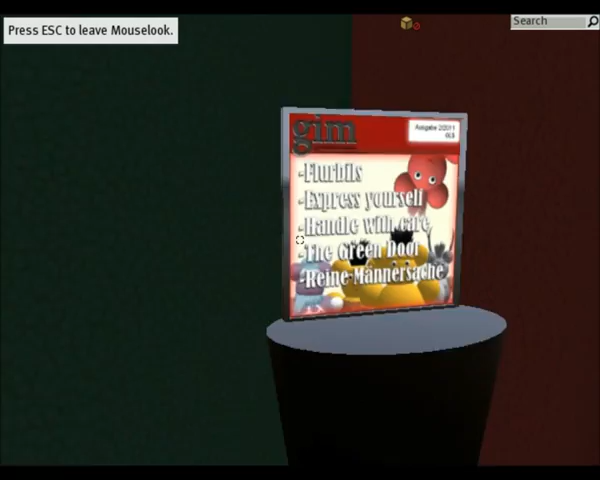 Press ESC to leave Mouselook.
Search
gim
Ausgabe 2/2011
-Flurbils
-Express yourself
-Handle with care
-The Green Door
-Reine Männersache